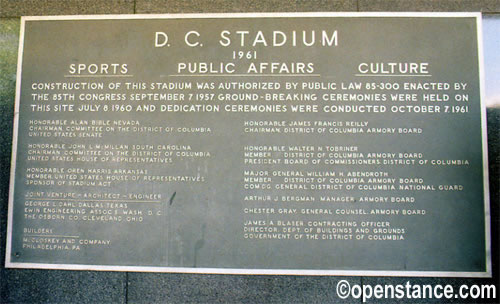 D. C. STADIUM
1961
SPORTS PUBLIC AFFAIRS CULTURE
CONSTRUCTION OF THIS STADIUM WAS AUTHORIZED BY PUBLIC LAW 85-300 ENACTED BY
THE 85TH CONGRESS SEPTEMBER 7 1957 GROUND-BREAKING CEREMONIES WERE HELD ON
THIS SITE JULY 8 1960 AND DEDICATION CEREMONIES WERE CONDUCTED OCTOBER 7 1961
HONORABLE ALAN BIBLE NEVADA
CHAIRMAN COMMITTEE ON THE DISTRICT OF COLUMBIA
UNITED STATES SENATE
HONORABLE JOHN L. McMILLAN SOUTH CAROLINA
CHAIRMAN COMMITTEE ON THE DISTRICT OF COLUMBIA
UNITED STATES HOUSE OF REPRESENTATIVES
HONORABLE OREN HARRIS ARKANSAS
MEMBER UNITED STATES HOUSE OF REPRESENTATIVES
SPONSOR OF STADIUM ACT
JOINT VENTURE - ARCHITECT - ENGINEER
GEORGE L. DAHL DALLAS, TEXAS
EWIN ENGINEERING ASSOC. WASH. D C
THE OSBORN CO. CLEVELAND OHIO
BUILDERS
McCLOSKEY AND COMPANY
PHILADELPHIA, PA.
HONORABLE JAMES FRANCIS REILLY
CHAIRMAN, DISTRICT OF COLUMBIA ARMORY BOARD
HONORABLE WALTER N TOBRINER
MEMBER DISTRICT OF COLUMBIA ARMORY BOARD
PRESIDENT BOARD OF COMMISSIONERS DISTRICT OF COLUMBIA
MAJOR GENERAL WILLIAM H. ABENDROTH
MEMBER DISTRICT OF COLUMBIA ARMORY BOARD
COMDG GENERAL DISTRICT OF COLUMBIA NATIONAL GUARD
ARTHUR J BERGMAN MANAGER ARMORY BOARD
CHESTER GRAY GENERAL COUNSEL ARMORY BOARD
JAMES A BLASER CONTRACTING OFFICER
DIRECTOR DEPT OF BUILDINGS AND GROUNDS
GOVERNMENT OF THE DISTRICT OF COLUMBIA
©openstance.com